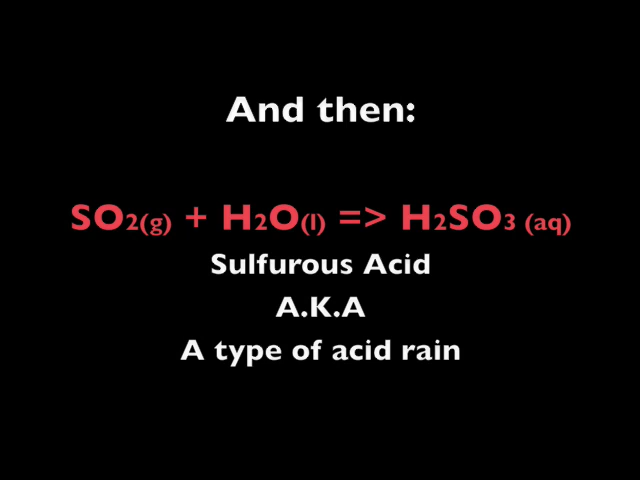 And then:
SO2(g) + H2O(l) => H2SO3 (aq)
Sulfurous Acid
A.K.A
A type of acid rain